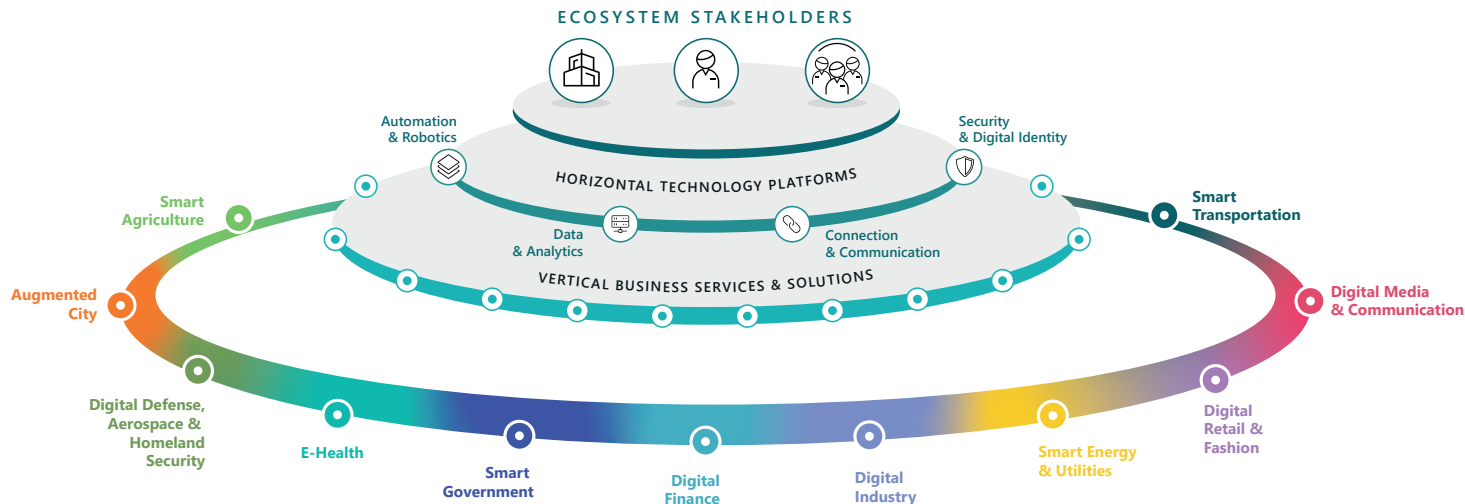 ECOSYSTEM STAKEHOLDERS
Automation
& Robotics
Security
& Digital Identity
HORIZONTAL TECHNOLOGY PLATFORMS
Data
& Analytics
Connection
& Communication
VERTICAL BUSINESS SERVICES & SOLUTIONS
Smart
Agriculture
Smart
Transportation
Augmented
City
Digital Media
& Communication
Digital Defense,
Aerospace &
Homeland
Security
E-Health
Smart
Government
Digital
Finance
Digital
Industry
Smart Energy
& Utilities
Digital
Retail &
Fashion